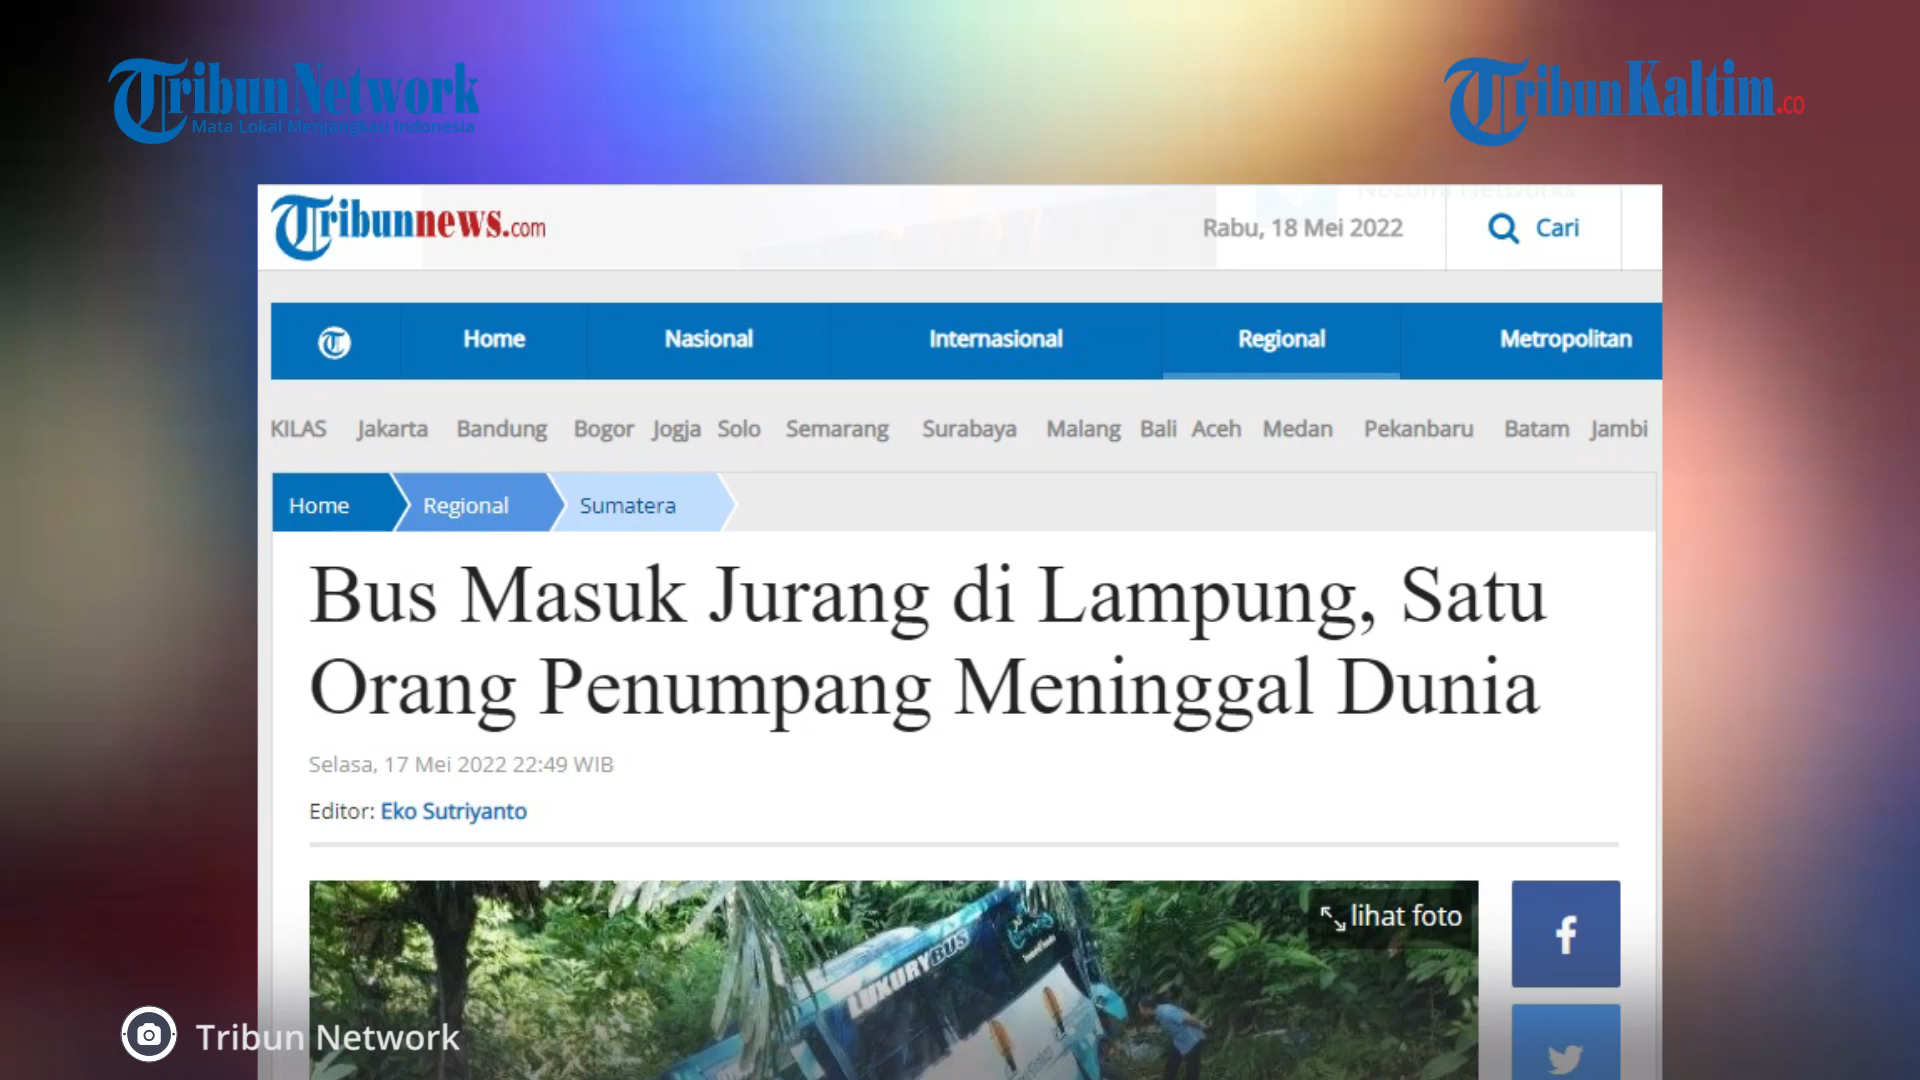 TribunNetwork
Mata Lokal Menjangkau Indonesia
TribunKaltim.co
Tribunnews.com
Rabu, 18 Mei 2022
Cari
Home Nasional Internasional Regional Metropolitan
KILAS Jakarta Bandung Bogor Jogja Solo Semarang Surabaya Malang Bali Aceh Medan Pekanbaru Batam Jambi
Home Regional Sumatera
Bus Masuk Jurang di Lampung, Satu
Orang Penumpang Meninggal Dunia
Selasa, 17 Mei 2022 22:49 WIB
Editor: Eko Sutriyanto
lihat foto
LUXURY BUS
Tribun Network